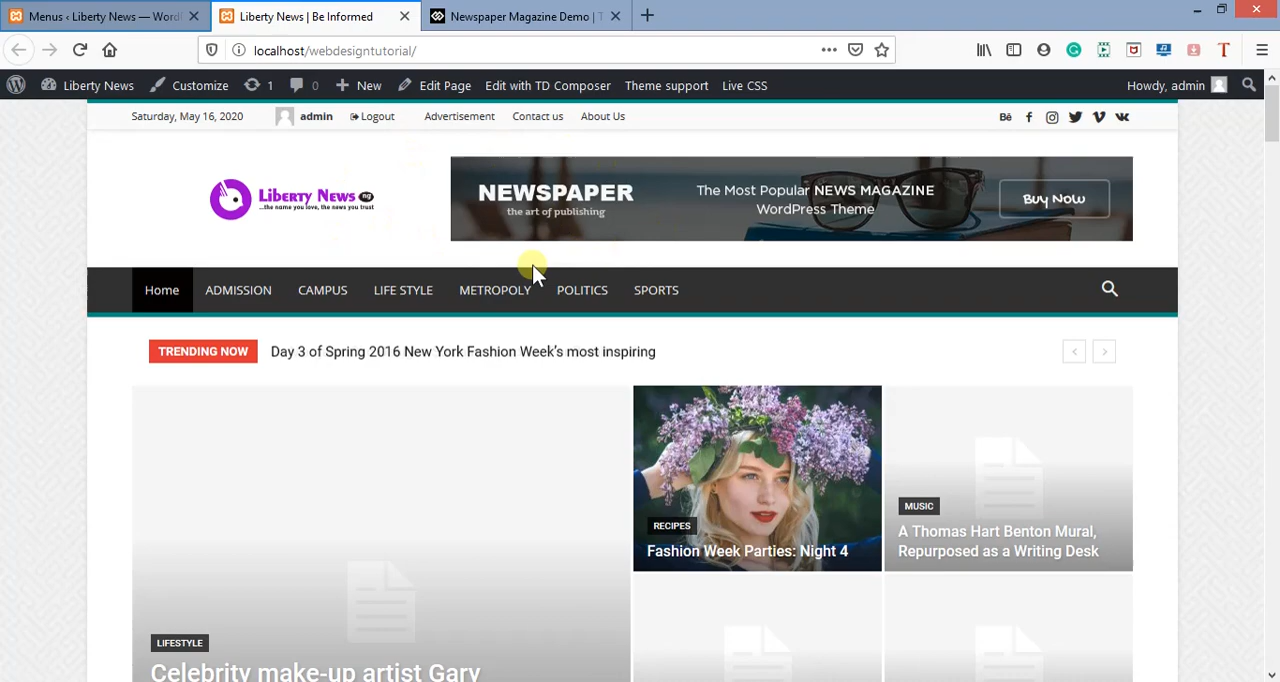 Menus ‹ Liberty News — Word
Liberty News | Be Informed
Newspaper Magazine Demo | T
localhost/webdesigntutorial/
Liberty News
Customize
1
0
New
Edit Page
Edit with TD Composer
Theme support
Live CSS
Howdy, admin
Saturday, May 16, 2020
admin
Logout
Advertisement
Contact us
About Us
Bē
LIBERTY NEWS ng
...the name you love, the news you trust
NEWSPAPER
the art of publishing
The Most Popular NEWS MAGAZINE
WordPress Theme
Buy Now
Home
ADMISSION
CAMPUS
LIFE STYLE
METROPOLY
POLITICS
SPORTS
TRENDING NOW
Day 3 of Spring 2016 New York Fashion Week's most inspiring
RECIPES
Fashion Week Parties: Night 4
MUSIC
A Thomas Hart Benton Mural,
Repurposed as a Writing Desk
LIFESTYLE
Celebrity make-up artist Gary